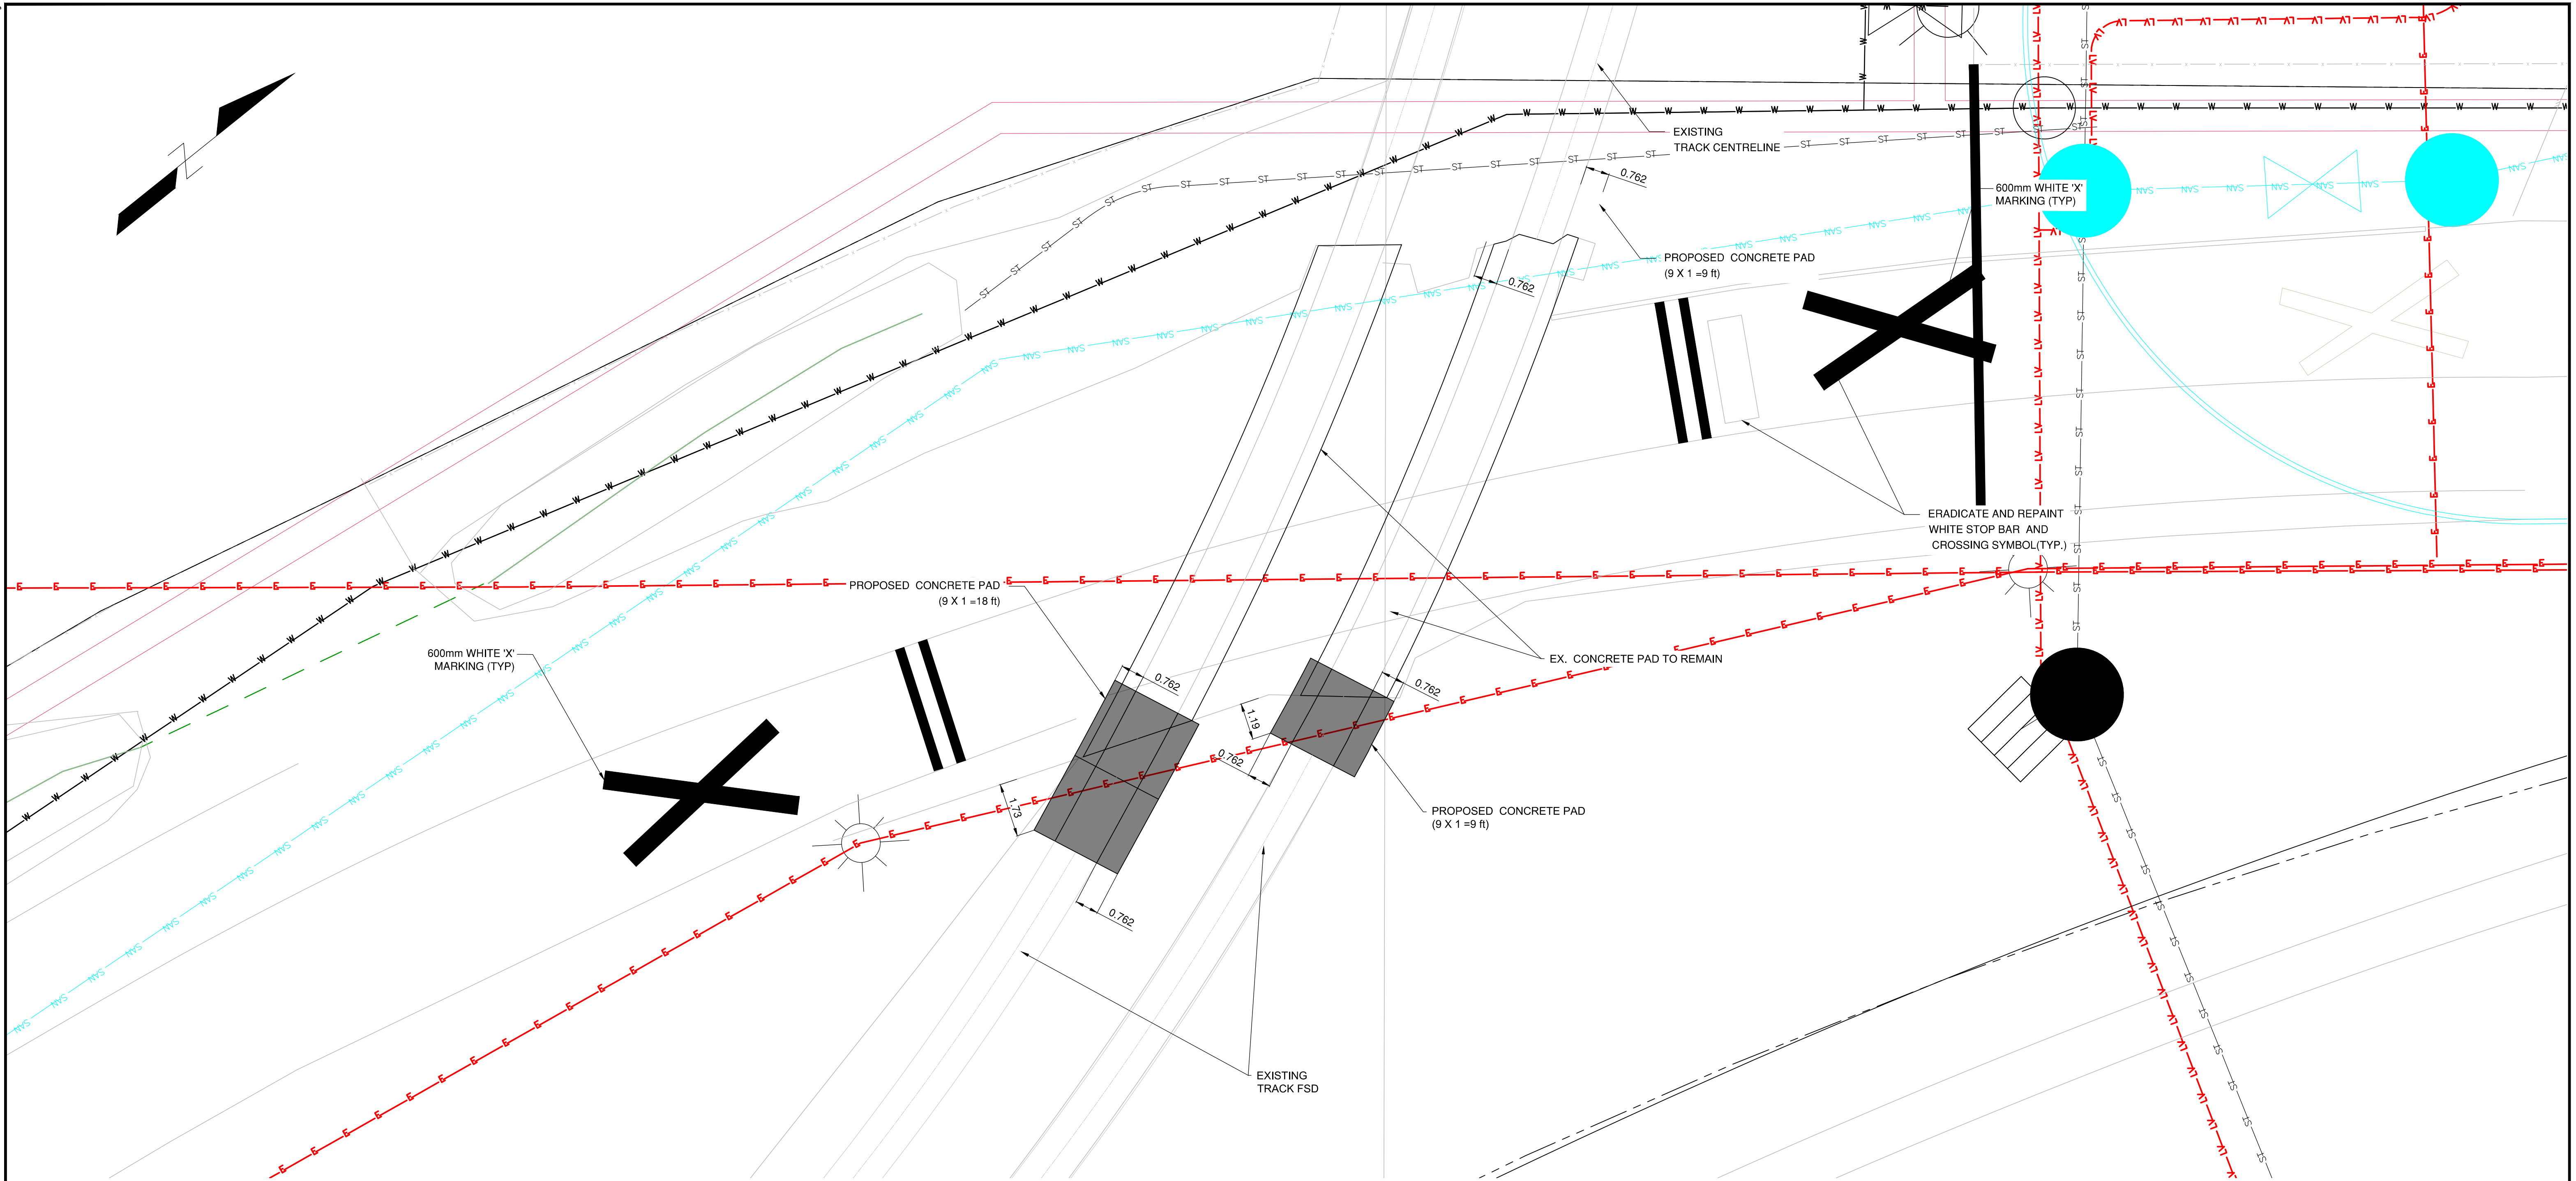 EXISTING
TRACK CENTRELINE
0.762
600mm WHITE 'X'
MARKING (TYP)
PROPOSED CONCRETE PAD
(9 X 1 =9 ft)
0.762
ERADICATE AND REPAINT
WHITE STOP BAR AND
CROSSING SYMBOL(TYP.)
PROPOSED CONCRETE PAD
(9 X 1 =18 ft)
600mm WHITE 'X'
MARKING (TYP)
EX. CONCRETE PAD TO REMAIN
0.762
0.762
1.19
0.762
1.73
PROPOSED CONCRETE PAD
(9 X 1 =9 ft)
0.762
EXISTING
TRACK FSD